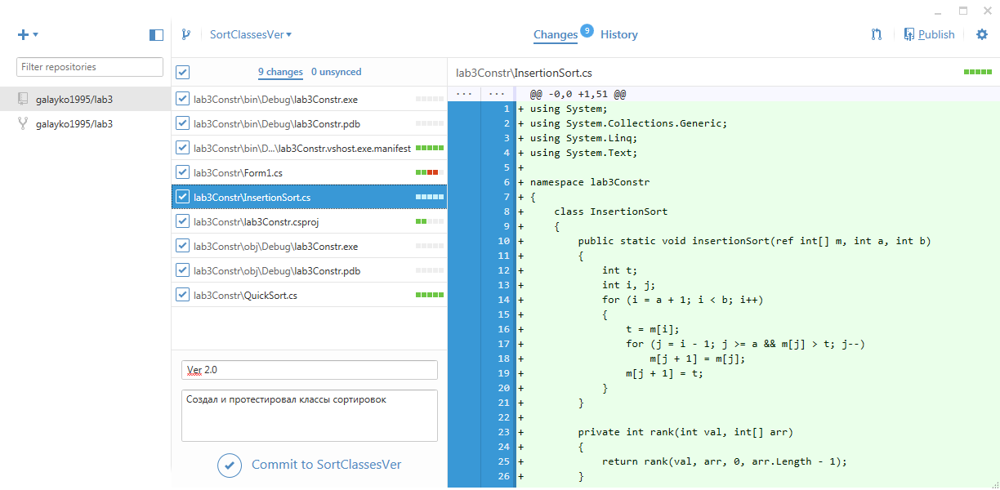 SortClassesVer
Changes 9 History
Publish
Filter repositories
galayko1995/lab3
galayko1995/lab3
9 changes 0 unsynced
lab3Constr\bin\Debug\lab3Constr.exe
lab3Constr\bin\Debug\lab3Constr.pdb
lab3Constr\bin\D...\lab3Constr.vshost.exe.manifest
lab3Constr\Form1.cs
lab3Constr\InsertionSort.cs
lab3Constr\lab3Constr.csproj
lab3Constr\obj\Debug\lab3Constr.exe
lab3Constr\obj\Debug\lab3Constr.pdb
lab3Constr\QuickSort.cs
Ver 2.0
Создал и протестировал классы сортировок
Commit to SortClassesVer
lab3Constr\InsertionSort.cs
... ... @@ -0,0 +1,51 @@
1 + using System;
2 + using System.Collections.Generic;
3 + using System.Linq;
4 + using System.Text;
5 +
6 + namespace lab3Constr
7 + {
8 +     class InsertionSort
9 +     {
10 +         public static void insertionSort(ref int[] m, int a, int b)
11 +         {
12 +             int t;
13 +             int i, j;
14 +             for (i = a + 1; i < b; i++)
15 +             {
16 +                 t = m[i];
17 +                 for (j = i - 1; j >= a && m[j] > t; j--)
18 +                     m[j + 1] = m[j];
19 +                 m[j + 1] = t;
20 +             }
21 +         }
22 +
23 +         private int rank(int val, int[] arr)
24 +         {
25 +             return rank(val, arr, 0, arr.Length - 1);
26 +         }